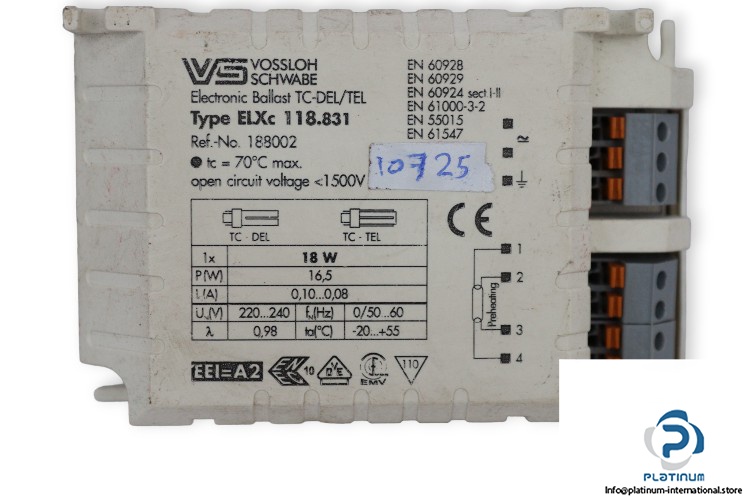 VS VOSSLOH
SCHWABE
Electronic Ballast TC-DEL/TEL
Type ELXc 118.831
Ref.-No. 188002
tc = 70°C max.
open circuit voltage <1500V
EN 60928
EN 60929
EN 60924 sect I-II
EN 61000-3-2
EN 55015
EN 61547
10725
~
TC - DEL TC - TEL
1x 18 W
P(W) 16,5
I(A) 0,10...0,08
U (V) 220...240 f (Hz) 0/50...60
λ 0,98 ta(°C) -20...+55
CE
1
2
Preheating
3
4
EEI=A2
ENEC 10
VDE
EMV
110
PLATINUM
Info@platinum-international.store